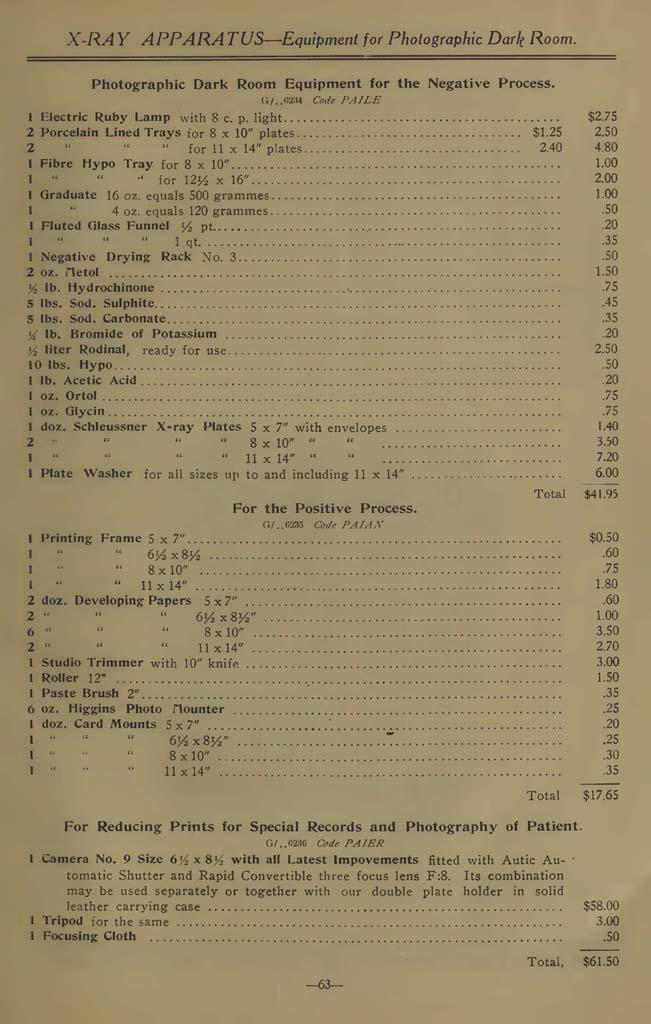 X-RAY APPARATUS—Equipment for Photographic Dark Room.
Photographic Dark Room Equipment for the Negative Process.
G/..0234 Code PAILE
1 Electric Ruby Lamp with 8 c. p. light........ $2.75
2 Porcelain Lined Trays for 8 x 10" plates........ $1.25 2.50
2 " " " for 11 x 14" plates........ 2.40 4.80
1 Fibre Hypo Tray for 8 x 10"........ 1.00
1 " " " for 12½ x 16"........ 2.00
1 Graduate 16 oz. equals 500 grammes........ 1.00
1 " 4 oz. equals 120 grammes........ .50
1 Fluted Glass Funnel ½ pt........ .20
1 " " " 1 qt........ .35
1 Negative Drying Rack No. 3........ .50
2 oz. Metol ........ 1.50
½ lb. Hydrochinone ........ .75
5 lbs. Sod. Sulphite........ .45
5 lbs. Sod. Carbonate........ .35
¼ lb. Bromide of Potassium ........ .20
½ liter Rodinal, ready for use........ 2.50
10 lbs. Hypo........ .50
1 lb. Acetic Acid........ .20
1 oz. Ortol........ .75
1 oz. Glycin........ .75
1 doz. Schleussner X-ray Plates 5 x 7" with envelopes ........ 1.40
2 " " " " 8 x 10" " " ........ 3.50
1 " " " " 11 x 14" " " ........ 7.20
1 Plate Washer for all sizes up to and including 11 x 14" ........ 6.00
Total $41.95
For the Positive Process.
G/..0235 Code PAIAN
1 Printing Frame 5 x 7"........ $0.50
1 " " 6½ x 8½ ........ .60
1 " " 8 x 10" ........ .75
1 " " 11 x 14" ........ 1.80
2 doz. Developing Papers 5 x 7" ........ .60
2 " " " 6½ x 8½" ........ 1.00
6 " " " 8 x 10" ........ 3.50
2 " " " 11 x 14" ........ 2.70
1 Studio Trimmer with 10" knife ........ 3.00
1 Roller 12" ........ 1.50
1 Paste Brush 2"........ .35
6 oz. Higgins Photo Mounter ........ .25
1 doz. Card Mounts 5 x 7" ........ .20
1 " " " 6½ x 8½" ........ .25
1 " " " 8 x 10" ........ .30
1 " " " 11 x 14" ........ .35
Total $17.65
For Reducing Prints for Special Records and Photography of Patient.
G/..0236 Code PAIER
1 Camera No. 9 Size 6½ x 8½ with all Latest Impovements fitted with Autic Au-
tomatic Shutter and Rapid Convertible three focus lens F:8. Its combination
may be used separately or together with our double plate holder in solid
leather carrying case ........ $58.00
1 Tripod for the same ........ 3.00
1 Focusing Cloth ........ .50
Total, $61.50
—63—